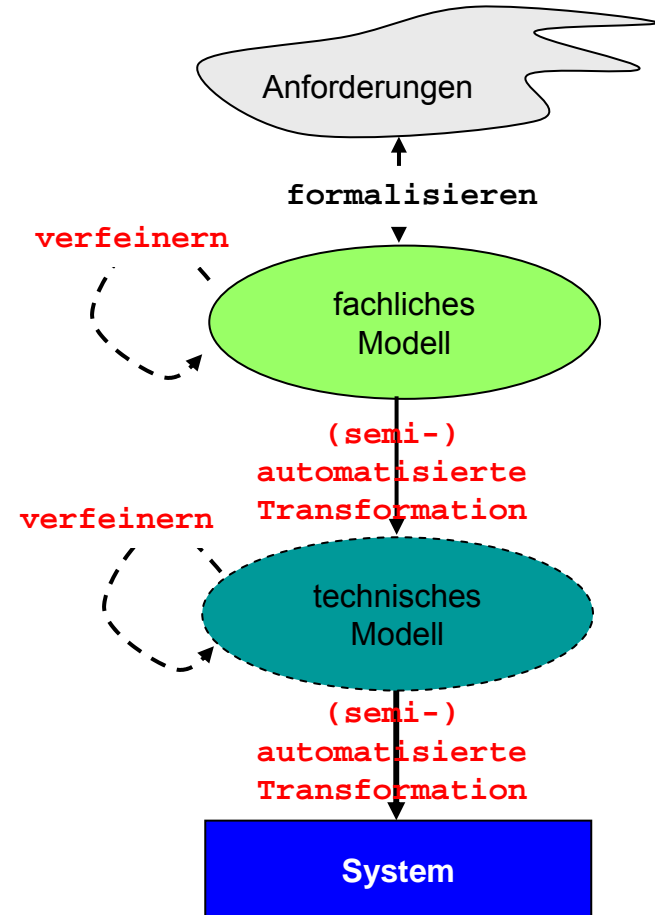 Anforderungen
formalisieren
verfeinern
fachliches
Modell
(semi-)
automatisierte
Transformation
verfeinern
technisches
Modell
(semi-)
automatisierte
Transformation
System